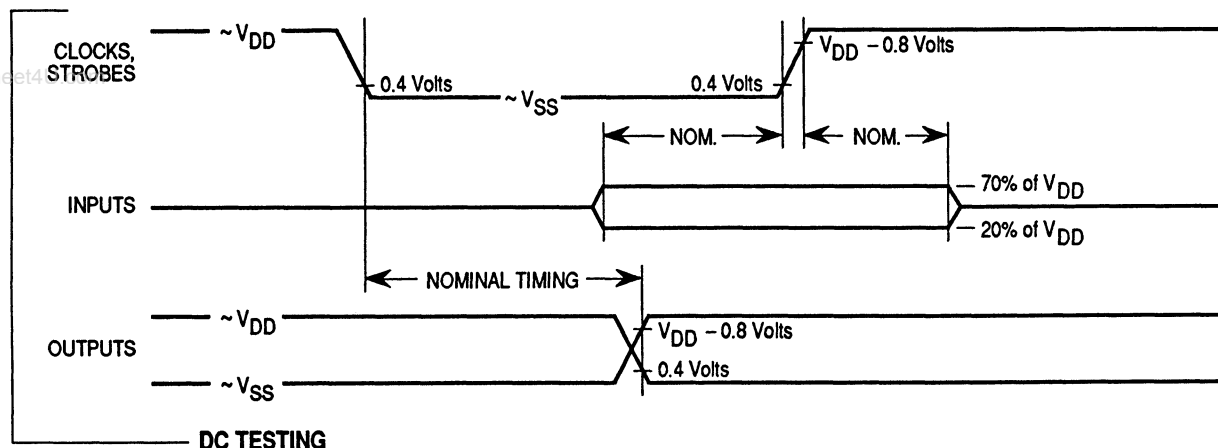 CLOCKS,
STROBES
~ VDD
0.4 Volts
~ VSS
0.4 Volts
VDD – 0.8 Volts
NOM.
NOM.
INPUTS
70% of VDD
20% of VDD
NOMINAL TIMING
OUTPUTS
~ VDD
VDD – 0.8 Volts
0.4 Volts
~ VSS
DC TESTING